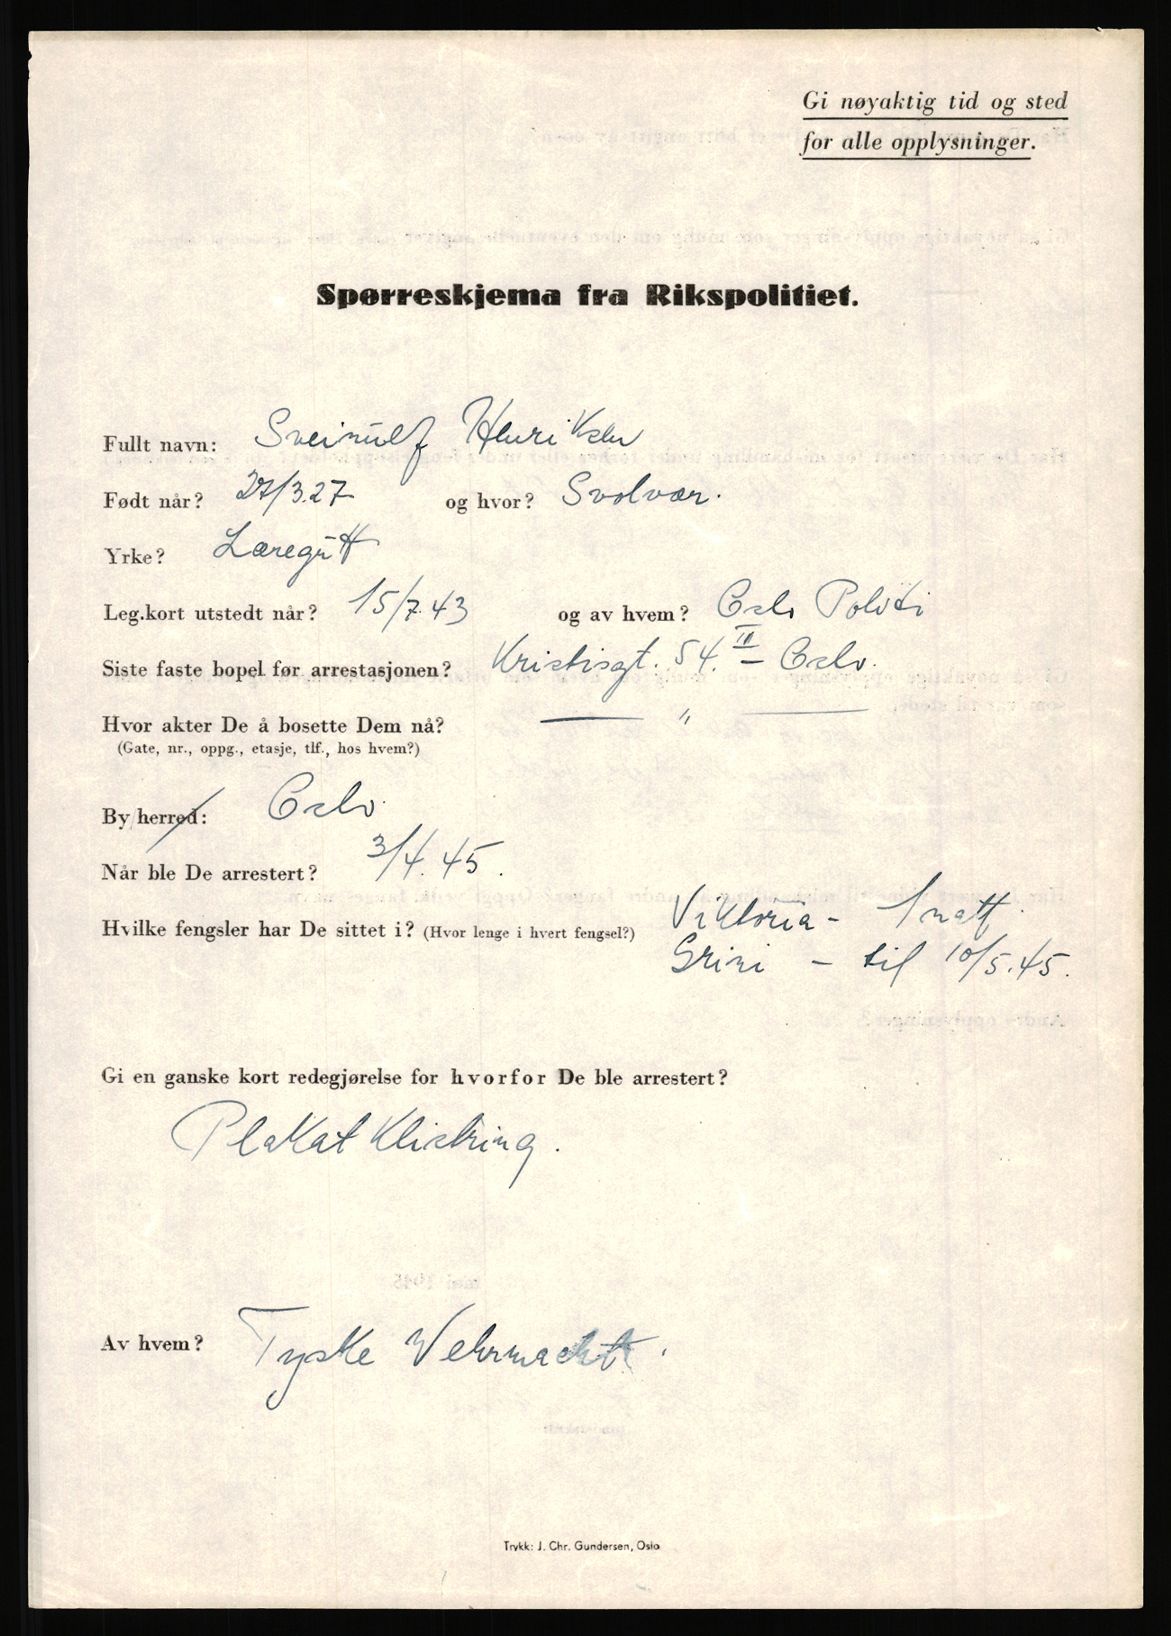 Gi nøyaktig tid og sted
for alle opplysninger.
Spørreskjema fra Rikspolitiet.
Fullt navn: Sveinulf Henriksen
Født når? 27/3.27 og hvor? Svolvær.
Yrke? Læregutt
Leg.kort utstedt når? 15/7.43 og av hvem? Oslo Politi
Siste faste bopel før arrestasjonen? Kristisgt. 54. II – Oslo.
Hvor akter De å bosette Dem nå? — " —
(Gate, nr., oppg., etasje, tlf., hos hvem?)
By/herred: Oslo.
Når ble De arrestert? 3/4.45.
Hvilke fengsler har De sittet i? (Hvor lenge i hvert fengsel?) Viktoria - 1 natt.
Grini – til 10/5.45.
Gi en ganske kort redegjørelse for hvorfor De ble arrestert?
Plakat Klistring.
Av hvem? Tyske Wehrmacht.
Trykk: J. Chr. Gundersen, Oslo